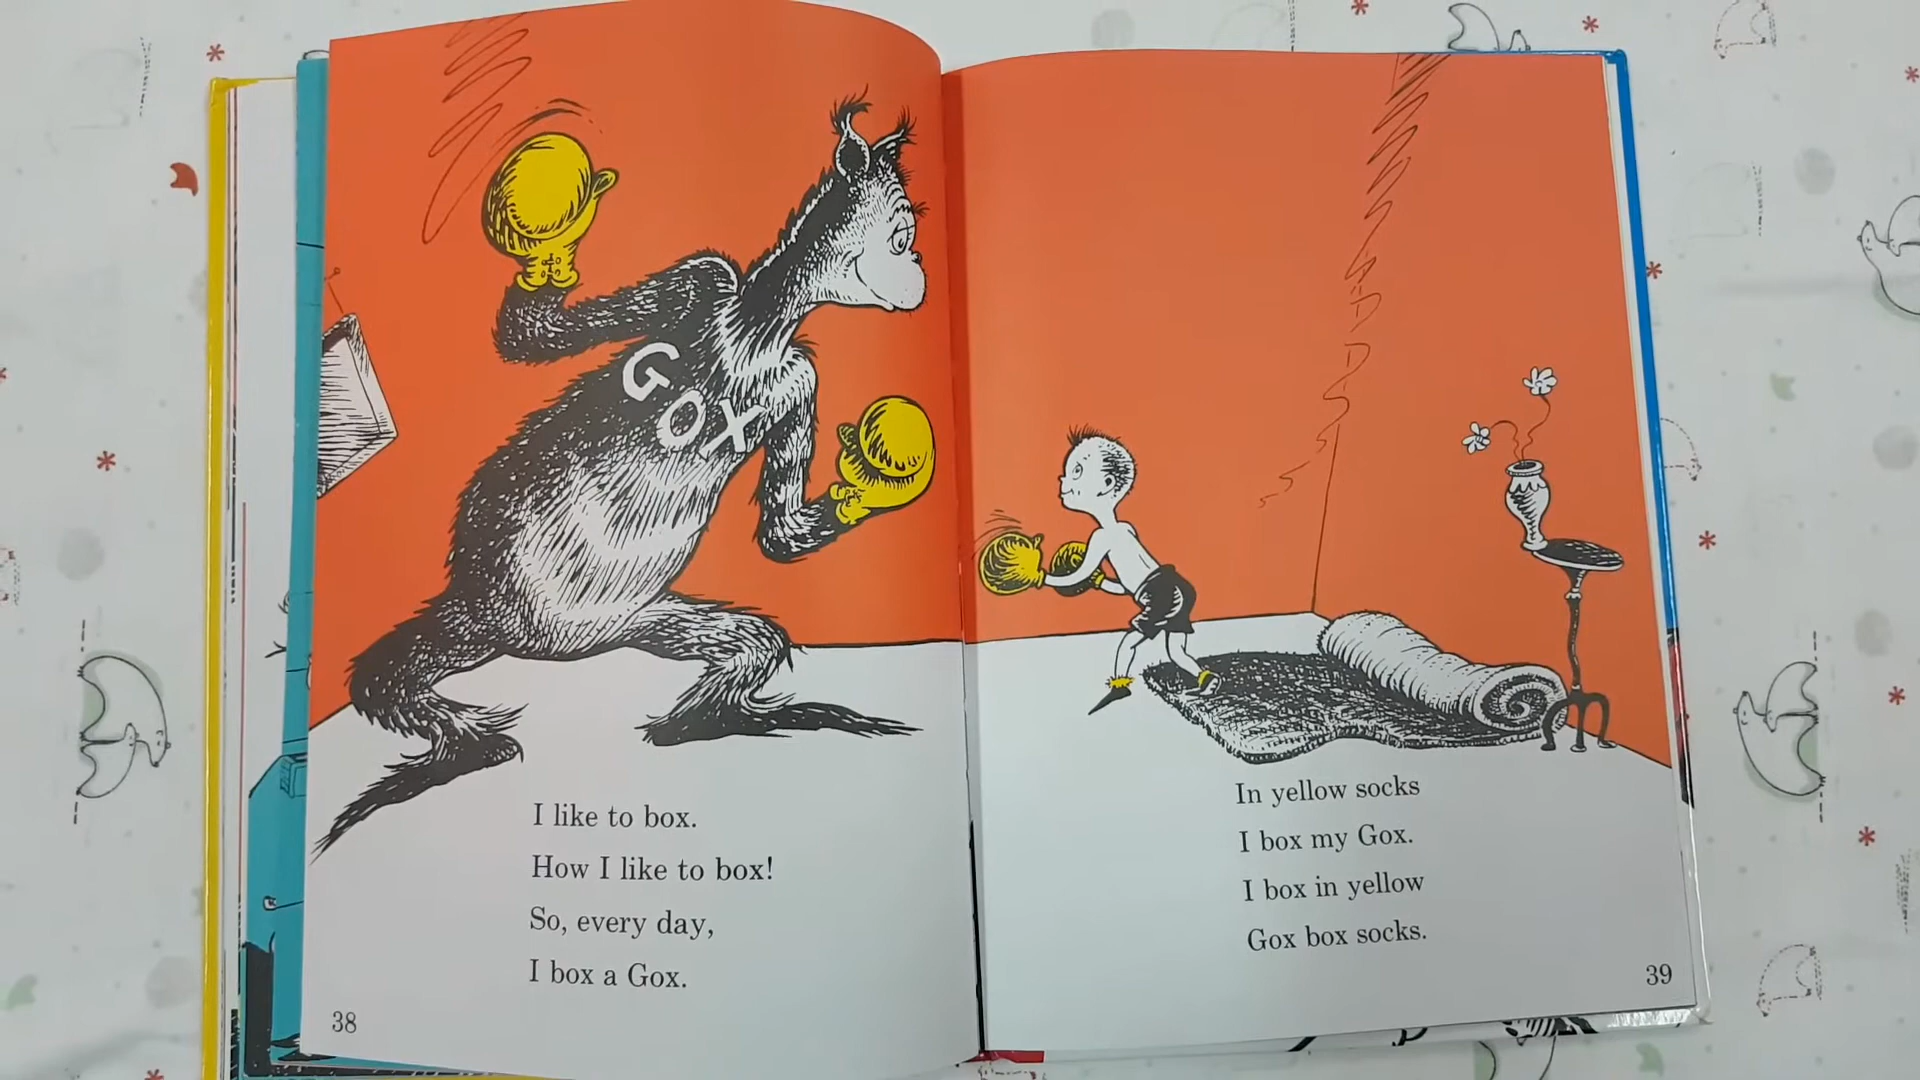 GOX
I like to box.
How I like to box!
So, every day,
I box a Gox.
38
In yellow socks
I box my Gox.
I box in yellow
Gox box socks.
39